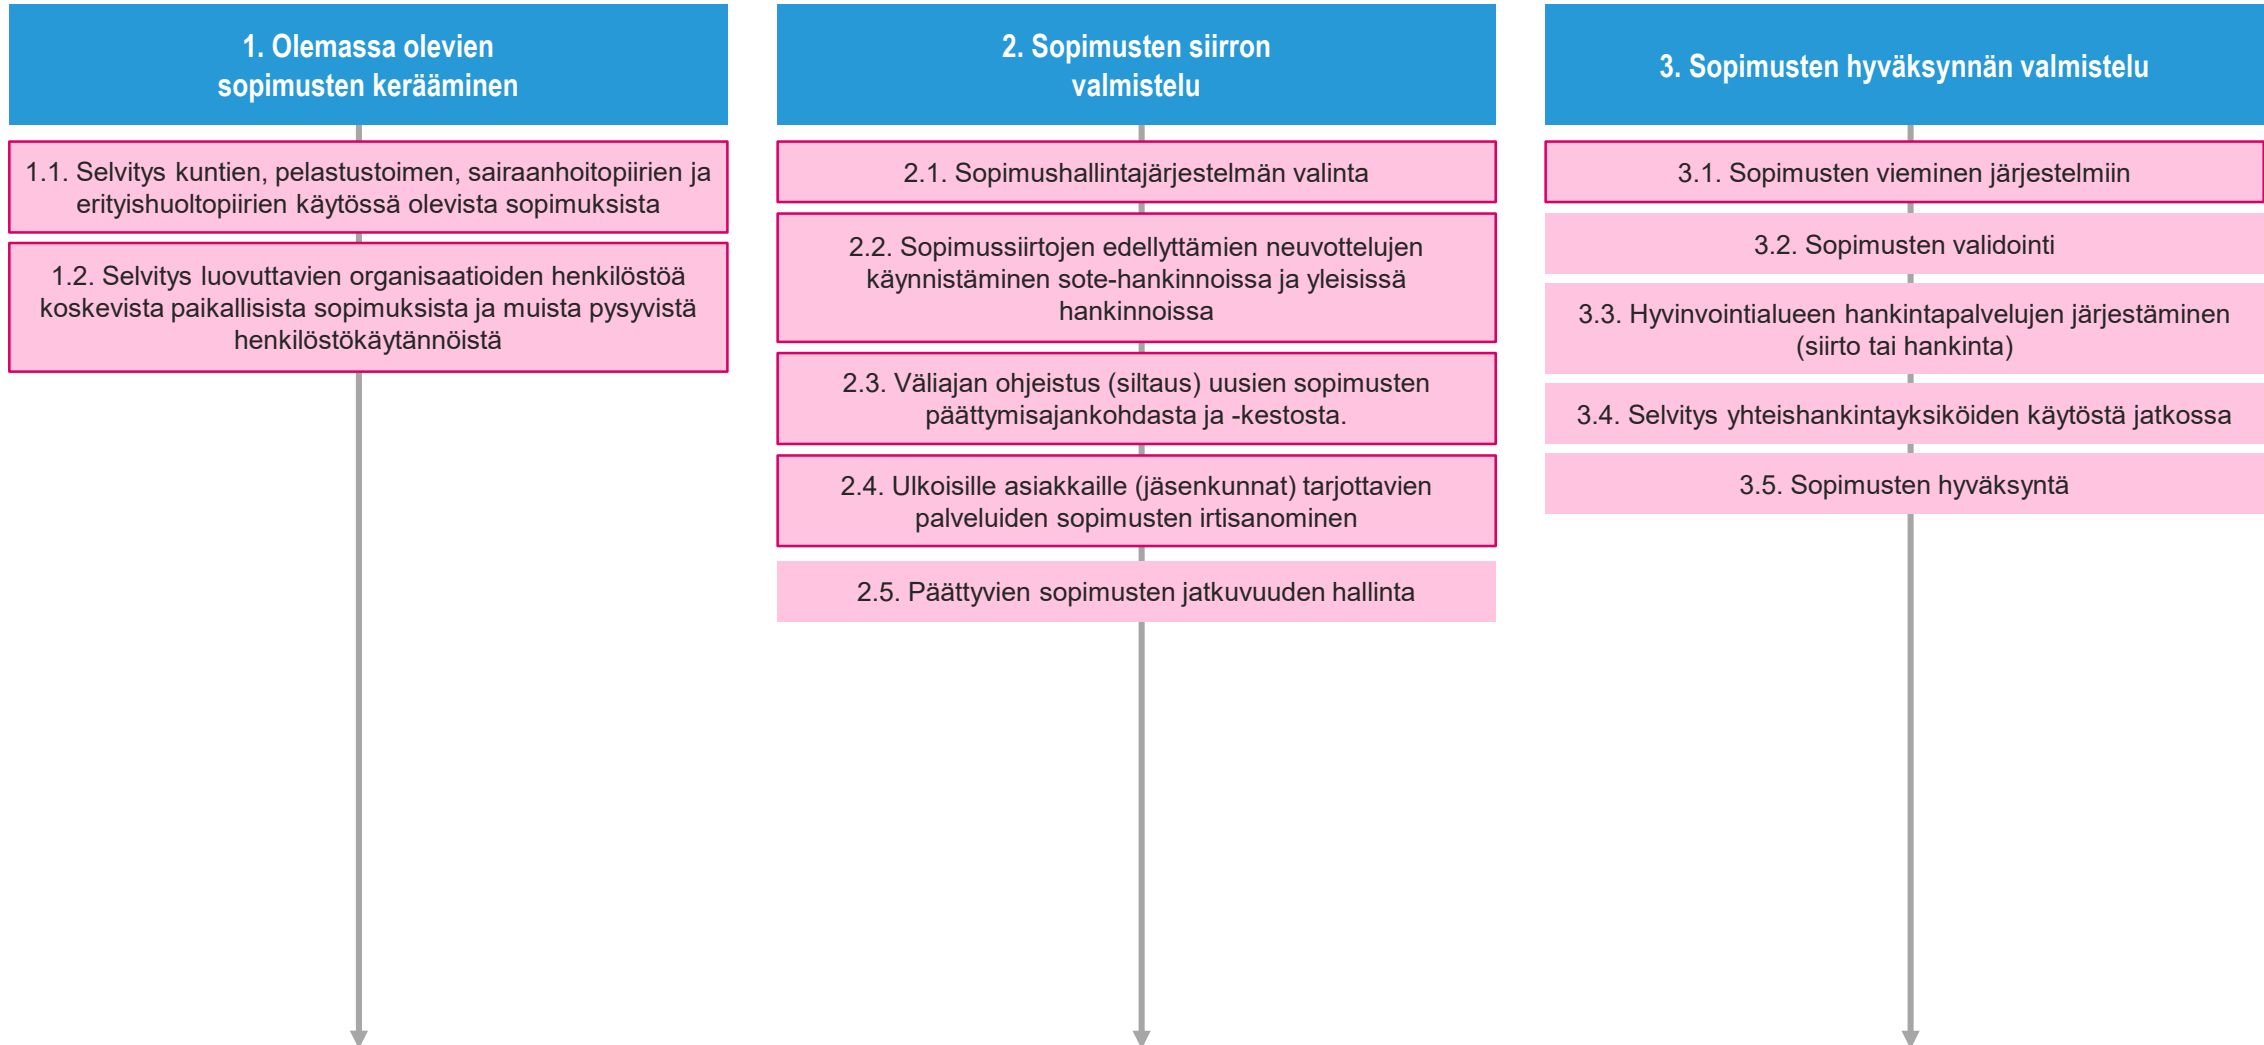 1. Olemassa olevien
sopimusten kerääminen
1.1. Selvitys kuntien, pelastustoimen, sairaanhoitopiirien ja
erityishuoltopiirien käytössä olevista sopimuksista
1.2. Selvitys luovuttavien organisaatioiden henkilöstöä
koskevista paikallisista sopimuksista ja muista pysyvistä
henkilöstökäytännöistä
2. Sopimusten siirron
valmistelu
2.1. Sopimushallintajärjestelmän valinta
2.2. Sopimussiirtojen edellyttämien neuvottelujen
käynnistäminen sote-hankinnoissa ja yleisissä
hankinnoissa
2.3. Väliajan ohjeistus (siltaus) uusien sopimusten
päättymisajankohdasta ja -kestosta.
2.4. Ulkoisille asiakkaille (jäsenkunnat) tarjottavien
palveluiden sopimusten irtisanominen
2.5. Päättyvien sopimusten jatkuvuuden hallinta
3. Sopimusten hyväksynnän valmistelu
3.1. Sopimusten vieminen järjestelmiin
3.2. Sopimusten validointi
3.3. Hyvinvointialueen hankintapalvelujen järjestäminen
(siirto tai hankinta)
3.4. Selvitys yhteishankintayksiköiden käytöstä jatkossa
3.5. Sopimusten hyväksyntä